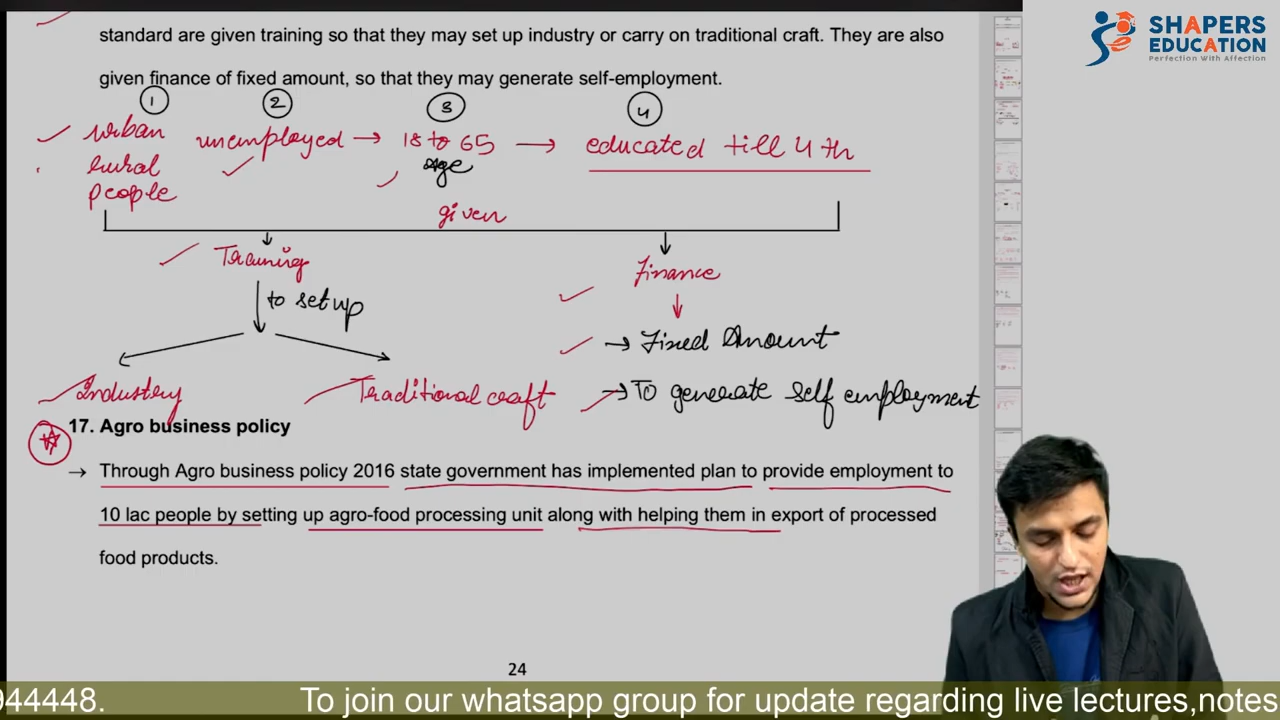 SHAPERS
EDUCATION
Perfection With Affection
standard are given training so that they may set up industry or carry on traditional craft. They are also
given finance of fixed amount, so that they may generate self-employment.
1 2 3 4
urban unemployed → 18 to 65 → educated till 4th
rural age
people
given
Training Finance
to set up
→ Fixed Amount
Industry Traditional craft → To generate self employment
17. Agro business policy
→ Through Agro business policy 2016 state government has implemented plan to provide employment to
10 lac people by setting up agro-food processing unit along with helping them in export of processed
food products.
24
944448. To join our whatsapp group for update regarding live lectures,notes